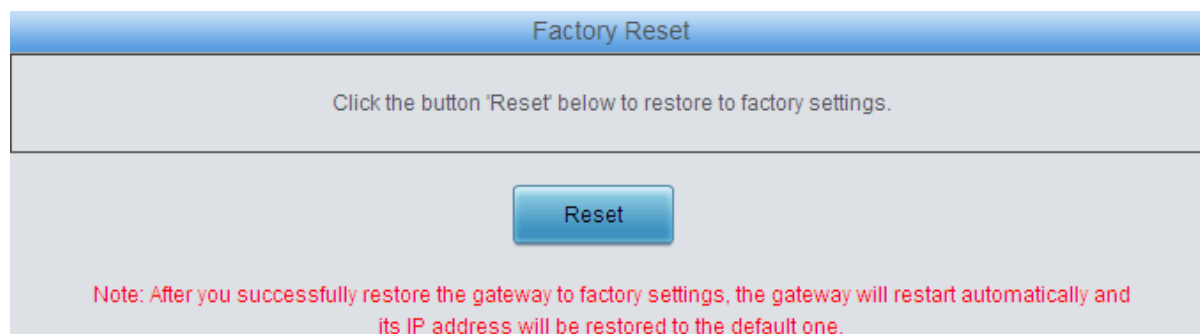 Factory Reset
Click the button 'Reset' below to restore to factory settings.
Reset
Note: After you successfully restore the gateway to factory settings, the gateway will restart automatically and
its IP address will be restored to the default one.